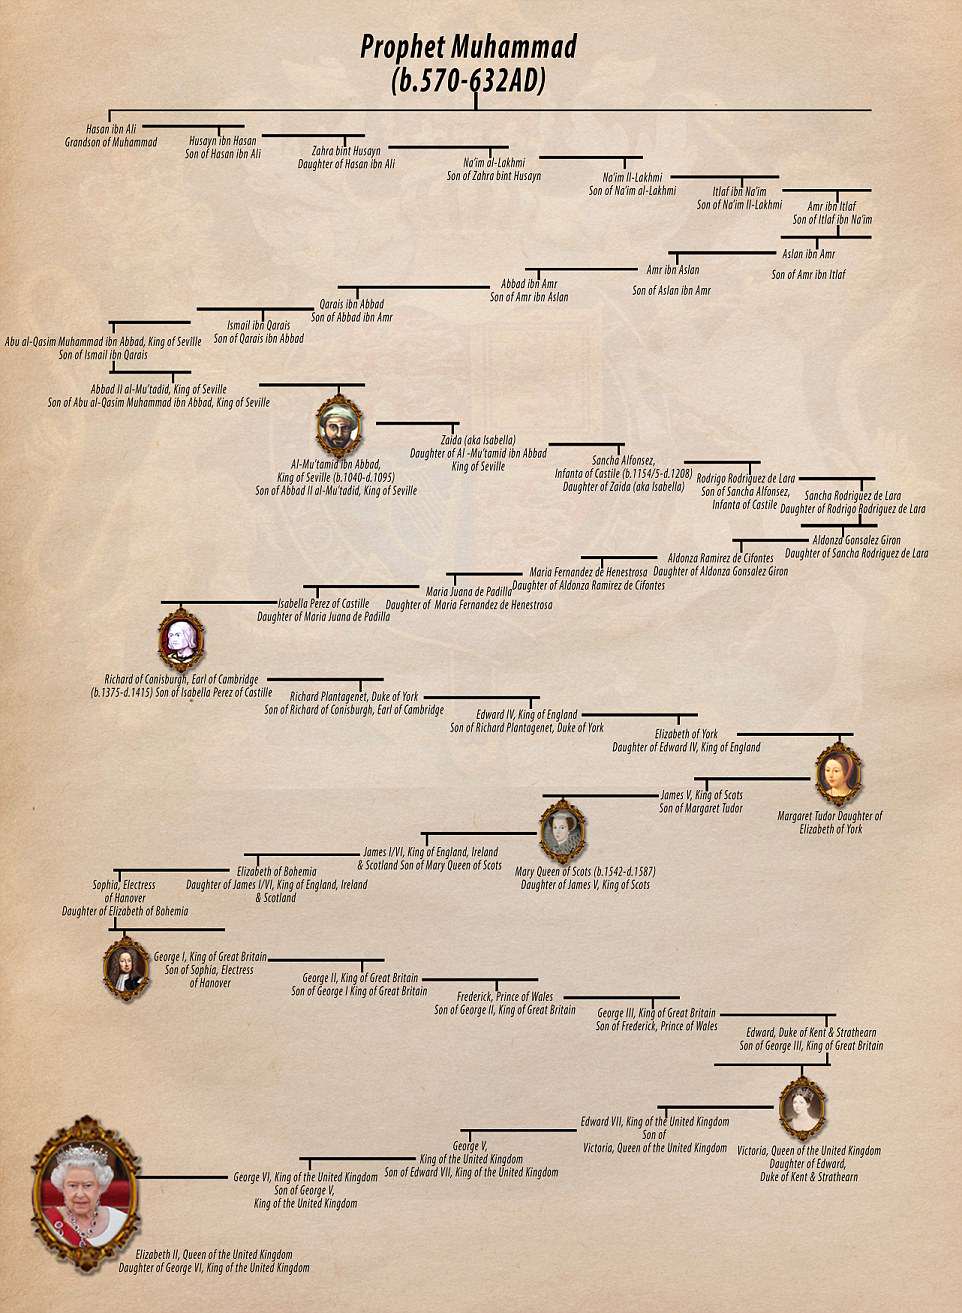 Prophet Muhammad
(b.570-632AD)
Hasan ibn Ali
Grandson of Muhammad
Husayn ibn Hasan
Son of Hasan ibn Ali
Zahra bint Husayn
Daughter of Hasan ibn Ali
Na'im al-Lakhmi
Son of Zahra bint Husayn
Na'im II-Lakhmi
Son of Na'im al-Lakhmi
Itlaf ibn Na'im
Son of Na'im II-Lakhmi
Amr ibn Itlaf
Son of Itlaf ibn Na'im
Aslan ibn Amr
Son of Amr ibn Itlaf
Amr ibn Aslan
Son of Aslan ibn Amr
Abbad ibn Amr
Son of Amr ibn Aslan
Qarais ibn Abbad
Son of Abbad ibn Amr
Ismail ibn Qarais
Son of Qarais ibn Abbad
Abu al-Qasim Muhammad ibn Abbad, King of Seville
Son of Ismail ibn Qarais
Abbad II al-Mu'tadid, King of Seville
Son of Abu al-Qasim Muhammad ibn Abbad, King of Seville
Al-Mu'tamid ibn Abbad,
King of Seville (b.1040-d.1095)
Son of Abbad II al-Mu'tadid, King of Seville
Zaida (aka Isabella)
Daughter of Al -Mu'tamid ibn Abbad
King of Seville
Sancha Alfonsez,
Infanta of Castile (b.1154/5-d.1208)
Daughter of Zaida (aka Isabella)
Rodrigo Rodriguez de Lara
Son of Sancha Alfonsez,
Infanta of Castile
Sancha Rodriguez de Lara
Daughter of Rodrigo Rodriguez de Lara
Aldonza Gonsalez Giron
Daughter of Sancha Rodriguez de Lara
Aldonza Ramirez de Cifontes
Daughter of Aldonza Gonsalez Giron
Maria Fernandez de Henestrosa
Daughter of Aldonza Ramirez de Cifontes
Maria Juana de Padilla
Daughter of Maria Fernandez de Henestrosa
Isabella Perez of Castille
Daughter of Maria Juana de Padilla
Richard of Conisburgh, Earl of Cambridge
(b.1375-d.1415) Son of Isabella Perez of Castille
Richard Plantagenet, Duke of York
Son of Richard of Conisburgh, Earl of Cambridge
Edward IV, King of England
Son of Richard Plantagenet, Duke of York
Elizabeth of York
Daughter of Edward IV, King of England
Margaret Tudor Daughter of
Elizabeth of York
James V, King of Scots
Son of Margaret Tudor
Mary Queen of Scots (b.1542-d.1587)
Daughter of James V, King of Scots
James I/VI, King of England, Ireland
& Scotland Son of Mary Queen of Scots
Elizabeth of Bohemia
Daughter of James I/VI, King of England, Ireland
& Scotland
Sophia, Electress
of Hanover
Daughter of Elizabeth of Bohemia
George I, King of Great Britain
Son of Sophia, Electress
of Hanover
George II, King of Great Britain
Son of George I King of Great Britain
Frederick, Prince of Wales
Son of George II, King of Great Britain
George III, King of Great Britain
Son of Frederick, Prince of Wales
Edward, Duke of Kent & Strathearn
Son of George III, King of Great Britain
Victoria, Queen of the United Kingdom
Daughter of Edward,
Duke of Kent & Strathearn
Edward VII, King of the United Kingdom
Son of
Victoria, Queen of the United Kingdom
George V,
King of the United Kingdom
Son of Edward VII, King of the United Kingdom
George VI, King of the United Kingdom
Son of George V,
King of the United Kingdom
Elizabeth II, Queen of the United Kingdom
Daughter of George VI, King of the United Kingdom